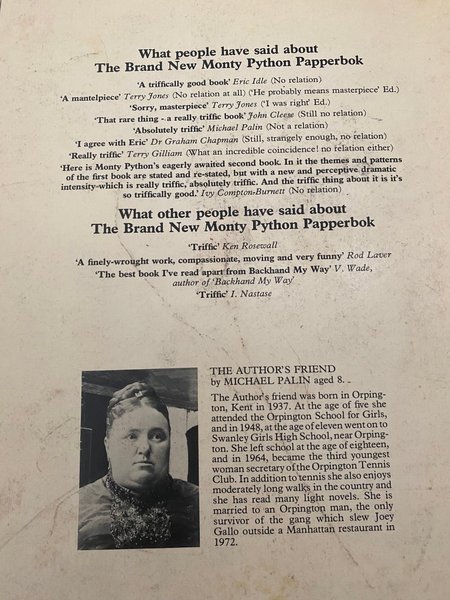 What people have said about
The Brand New Monty Python Papperbok
'A triffically good book' Eric Idle (No relation)
'A mantelpiece' Terry Jones (No relation at all) ('He probably means masterpiece' Ed.)
'Sorry, masterpiece' Terry Jones ('I was right' Ed.)
'That rare thing - a really triffic book' John Cleese (Still no relation)
'Absolutely triffic' Michael Palin (Not a relation)
'I agree with Eric' Dr Graham Chapman (Still, strangely enough, no relation)
'Really triffic' Terry Gilliam (What an incredible coincidence! no relation either)
'Here is Monty Python's eagerly awaited second book. In it the themes and patterns
of the first book are stated and re-stated, but with a new and perceptive dramatic
intensity-which is really triffic, absolutely triffic. And the triffic thing about it is it's
so triffically good.' Ivy Compton-Burnett (No relation)
What other people have said about
The Brand New Monty Python Papperbok
'Triffic' Ken Rosewall
'A finely-wrought work, compassionate, moving and very funny' Rod Laver
'The best book I've read apart from Backhand My Way' V. Wade,
author of 'Backhand My Way'
'Triffic' I. Nastase
THE AUTHOR'S FRIEND
by MICHAEL PALIN aged 8.
The Author's friend was born in Orping-
ton, Kent in 1937. At the age of five she
attended the Orpington School for Girls,
and in 1948, at the age of eleven went on to
Swanley Girls High School, near Orping-
ton. She left school at the age of eighteen,
and in 1964, became the third youngest
woman secretary of the Orpington Tennis
Club. In addition to tennis she also enjoys
moderately long walks in the country and
she has read many light novels. She is
married to an Orpington man, the only
survivor of the gang which slew Joey
Gallo outside a Manhattan restaurant in
1972.